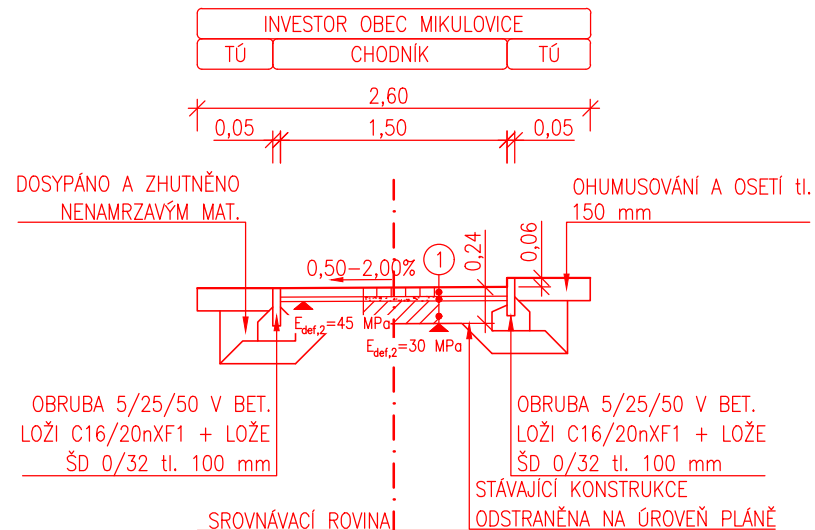 INVESTOR OBEC MIKULOVICE
TÚ CHODNÍK TÚ
2,60
0,05 1,50 0,05
DOSYPÁNO A ZHUTNĚNO
NENAMRZAVÝM MAT.
OHUMUSOVÁNÍ A OSETÍ tl.
150 mm
0,24
0,06
0,50-2,00%
1
Edef,2=45 MPa
Edef,2=30 MPa
OBRUBA 5/25/50 V BET.
LOŽI C16/20nXF1 + LOŽE
ŠD 0/32 tl. 100 mm
OBRUBA 5/25/50 V BET.
LOŽI C16/20nXF1 + LOŽE
ŠD 0/32 tl. 100 mm
STÁVAJÍCÍ KONSTRUKCE
ODSTRANĚNA NA ÚROVEŇ PLÁNĚ
SROVNÁVACÍ ROVINA